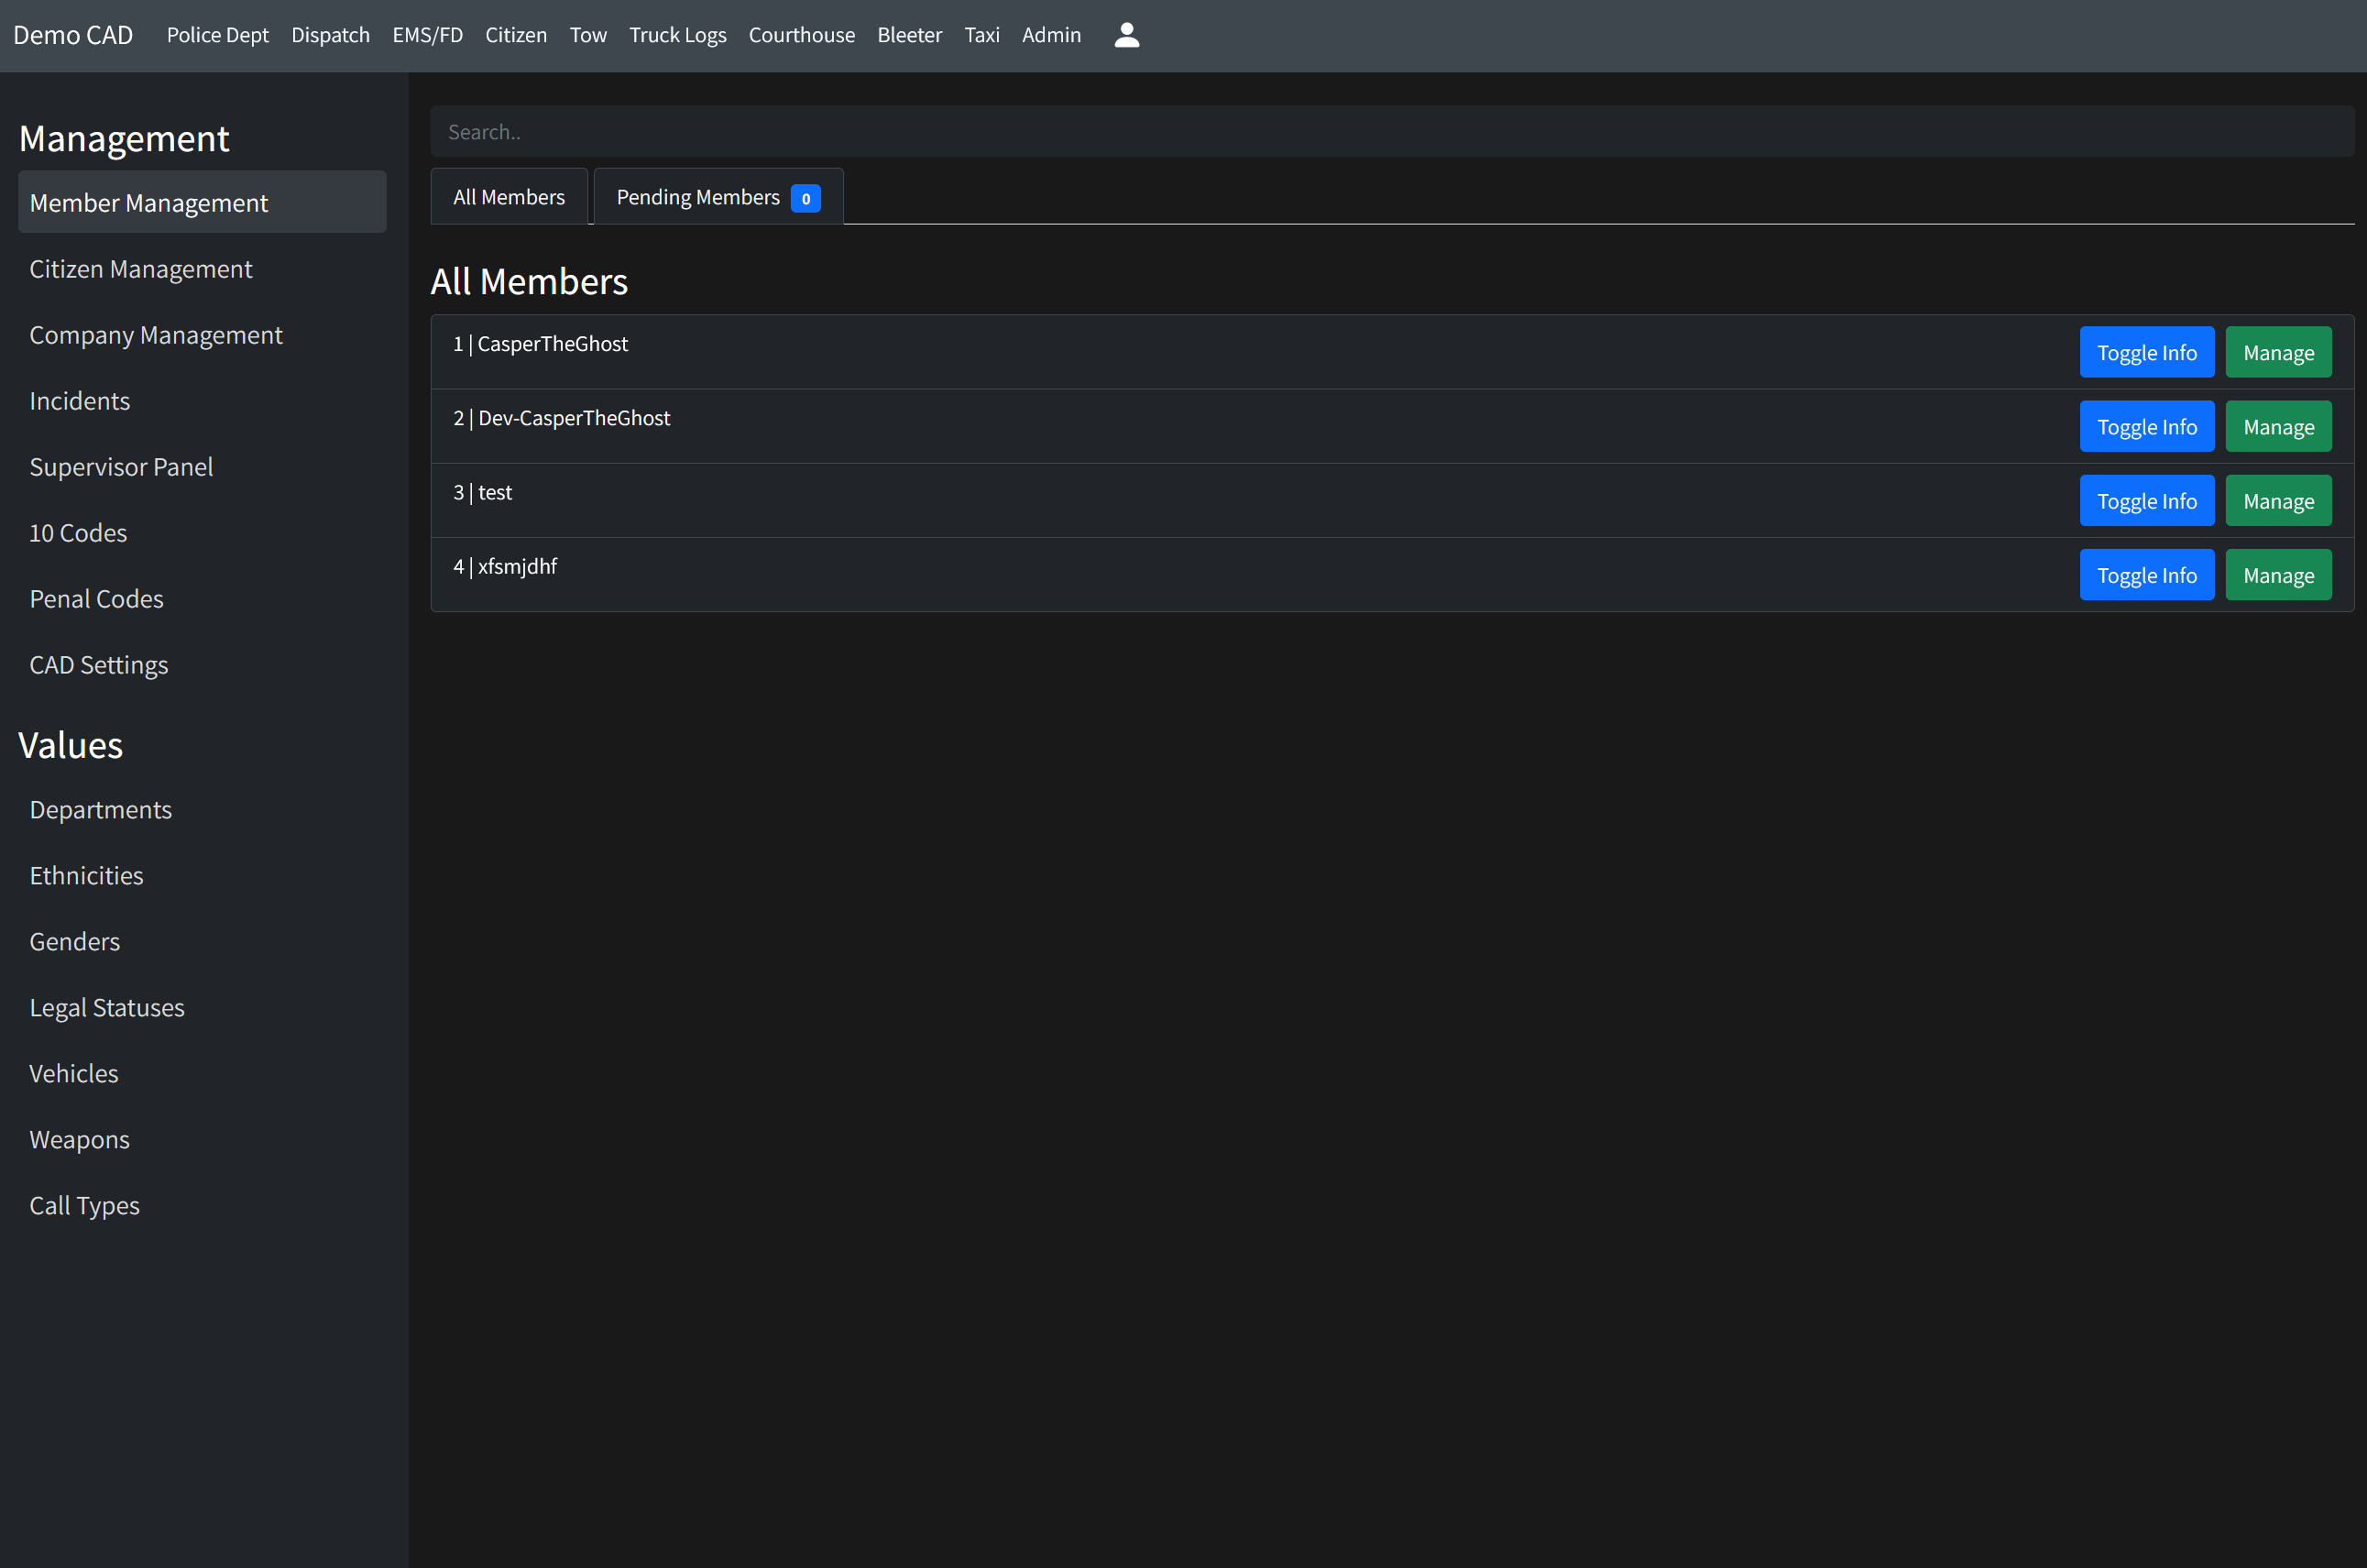 Demo CAD Police Dept Dispatch EMS/FD Citizen Tow Truck Logs Courthouse Bleeter Taxi Admin
Management
Member Management
Citizen Management
Company Management
Incidents
Supervisor Panel
10 Codes
Penal Codes
CAD Settings
Values
Departments
Ethnicities
Genders
Legal Statuses
Vehicles
Weapons
Call Types
Search..
All Members Pending Members 0
All Members
1 | CasperTheGhost Toggle Info Manage
2 | Dev-CasperTheGhost Toggle Info Manage
3 | test Toggle Info Manage
4 | xfsmjdhf Toggle Info Manage